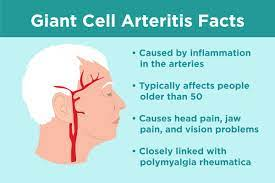 Giant Cell Arteritis Facts
• Caused by inflammation
in the arteries
• Typically affects people
older than 50
• Causes head pain, jaw
pain, and vision problems
• Closely linked with
polymyalgia rheumatica